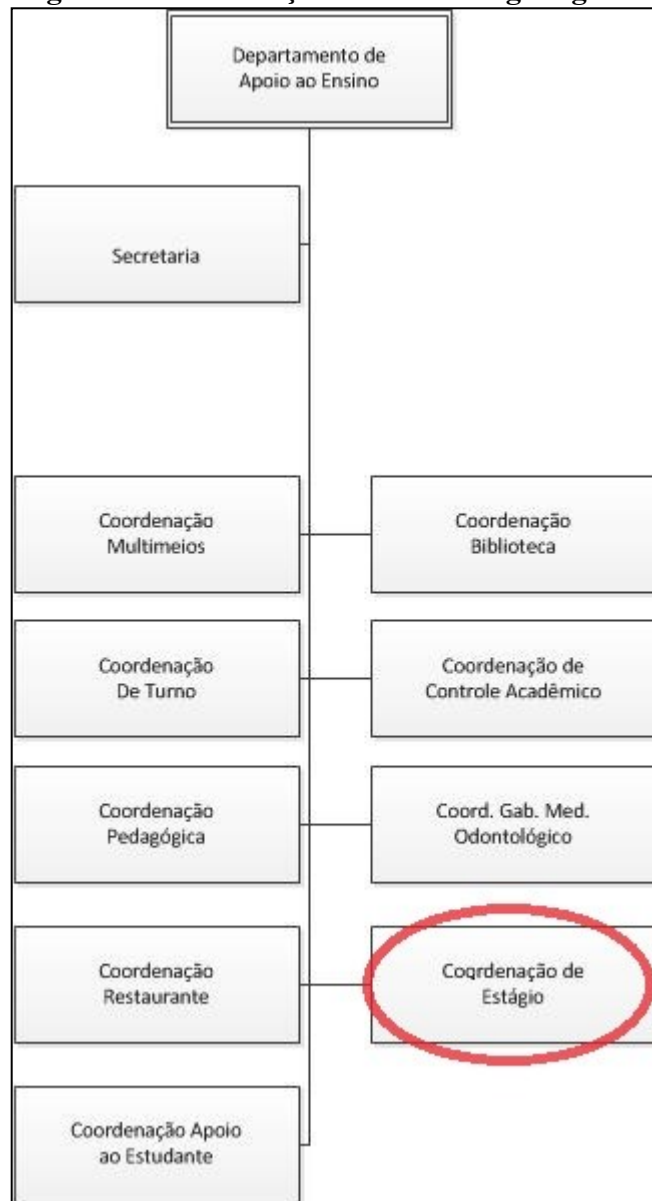 Departamento de
Apoio ao Ensino
Secretaria
Coordenação
Multimeios
Coordenação
Biblioteca
Coordenação
De Turno
Coordenação de
Controle Acadêmico
Coordenação
Pedagógica
Coord. Gab. Med.
Odontológico
Coordenação
Restaurante
Coordenação de
Estágio
Coordenação Apoio
ao Estudante